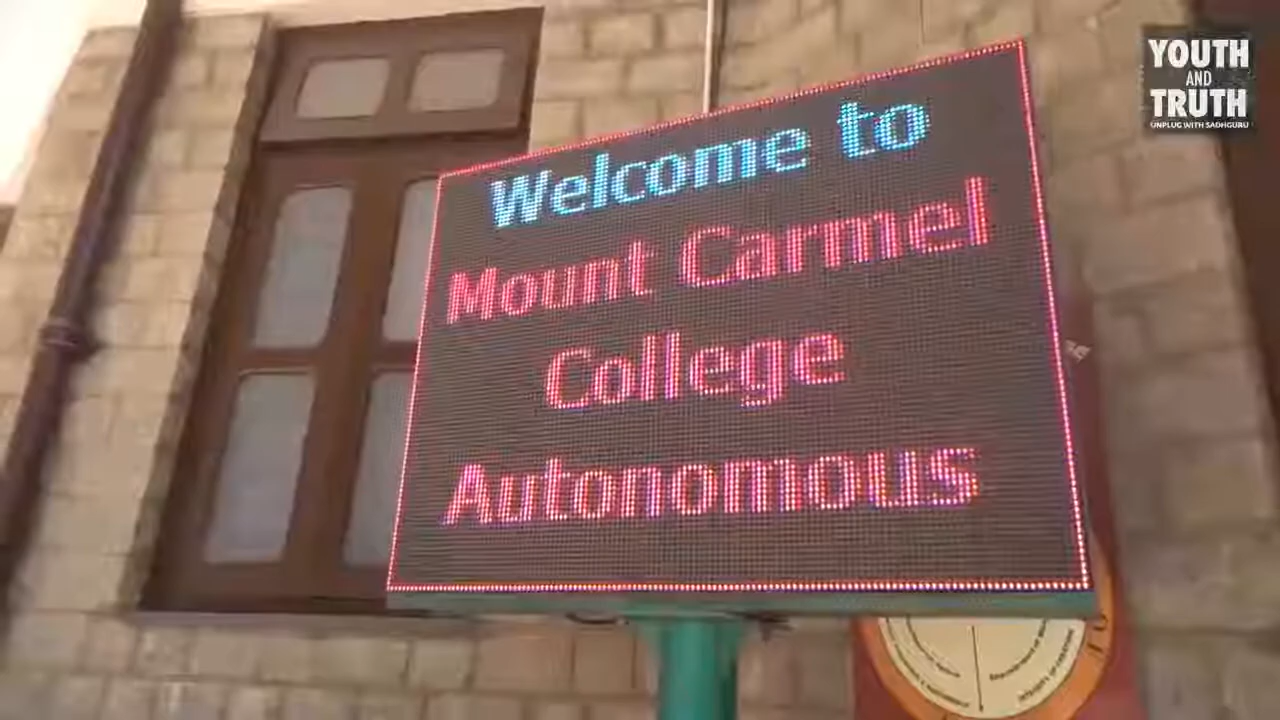 YOUTH
AND
TRUTH
UNPLUG WITH SADHGURU
Welcome to
Mount Carmel
College
Autonomous